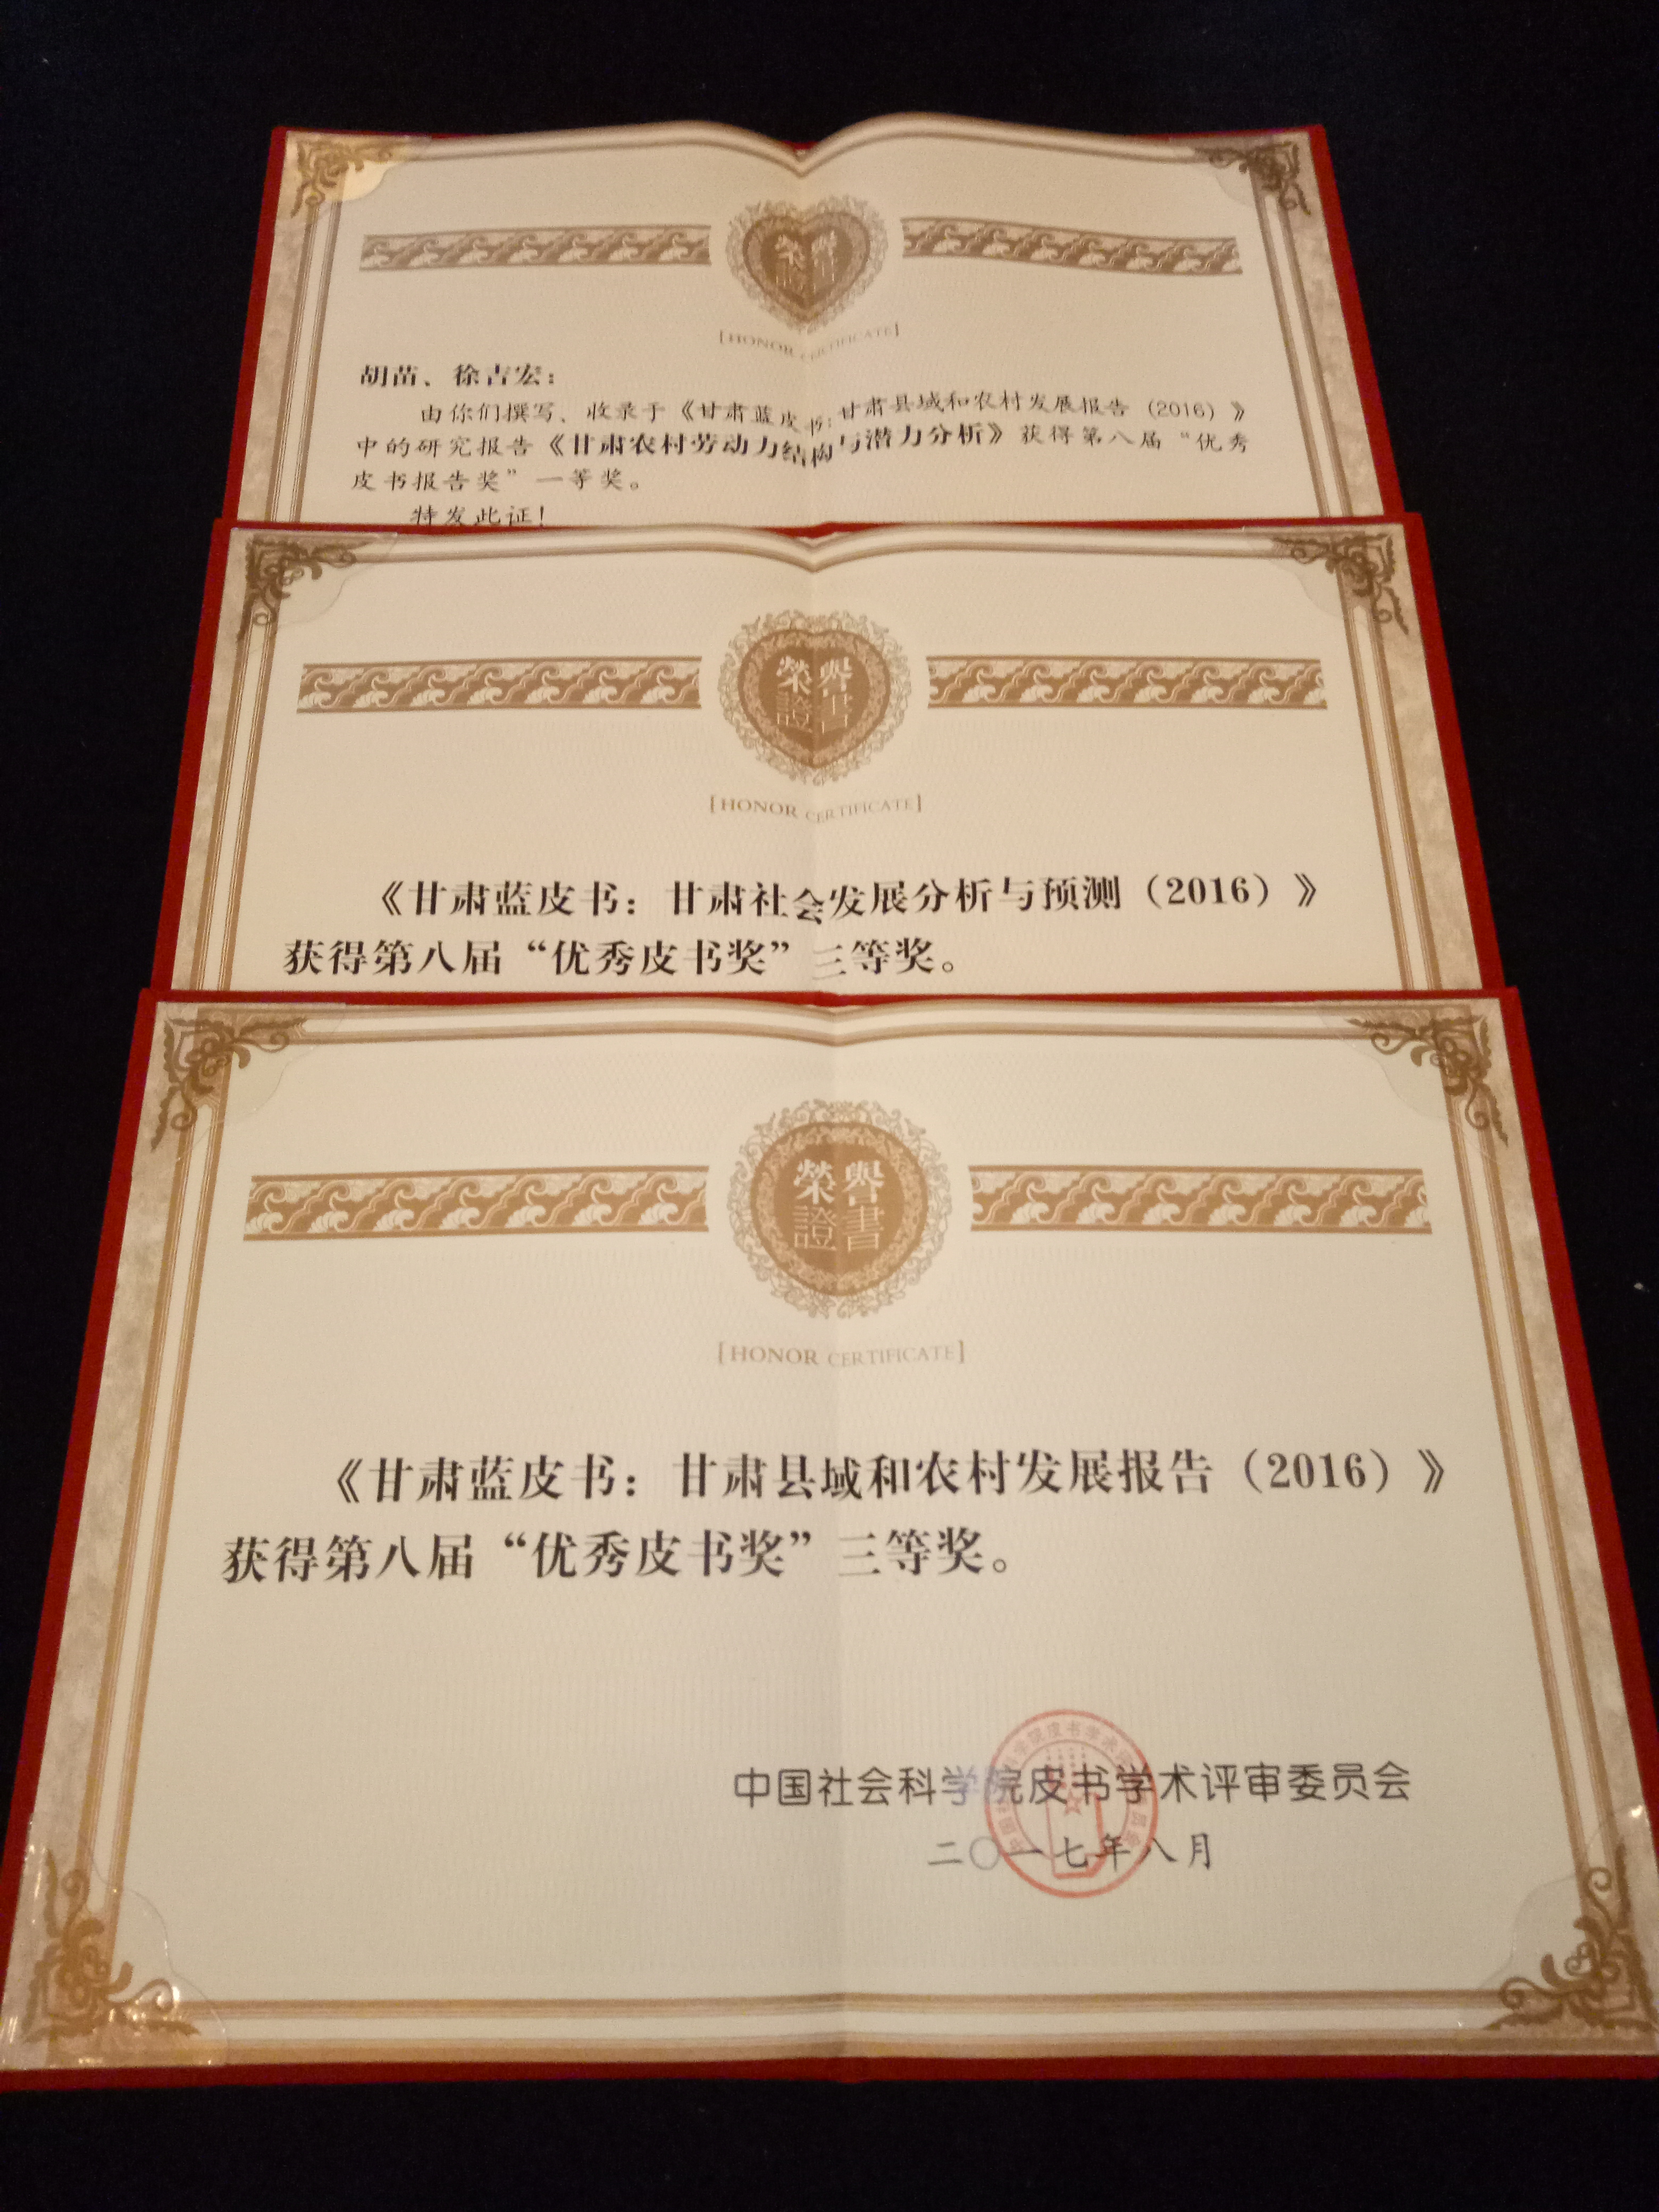 榮譽
證書
[HONOR CERTIFICATE]
胡苗、徐吉宏：
由你们撰写、收录于《甘肃蓝皮书：甘肃县域和农村发展报告（2016）》
中的研究报告《甘肃农村劳动力结构与潜力分析》获得第八届“优秀
皮书报告奖”一等奖。
特发此证！
榮譽
證書
[HONOR CERTIFICATE]
《甘肃蓝皮书：甘肃社会发展分析与预测（2016）》
获得第八届“优秀皮书奖”三等奖。
榮譽
證書
[HONOR CERTIFICATE]
《甘肃蓝皮书：甘肃县域和农村发展报告（2016）》
获得第八届“优秀皮书奖”三等奖。
中国社会科学院皮书学术评审委员会
二〇一七年八月